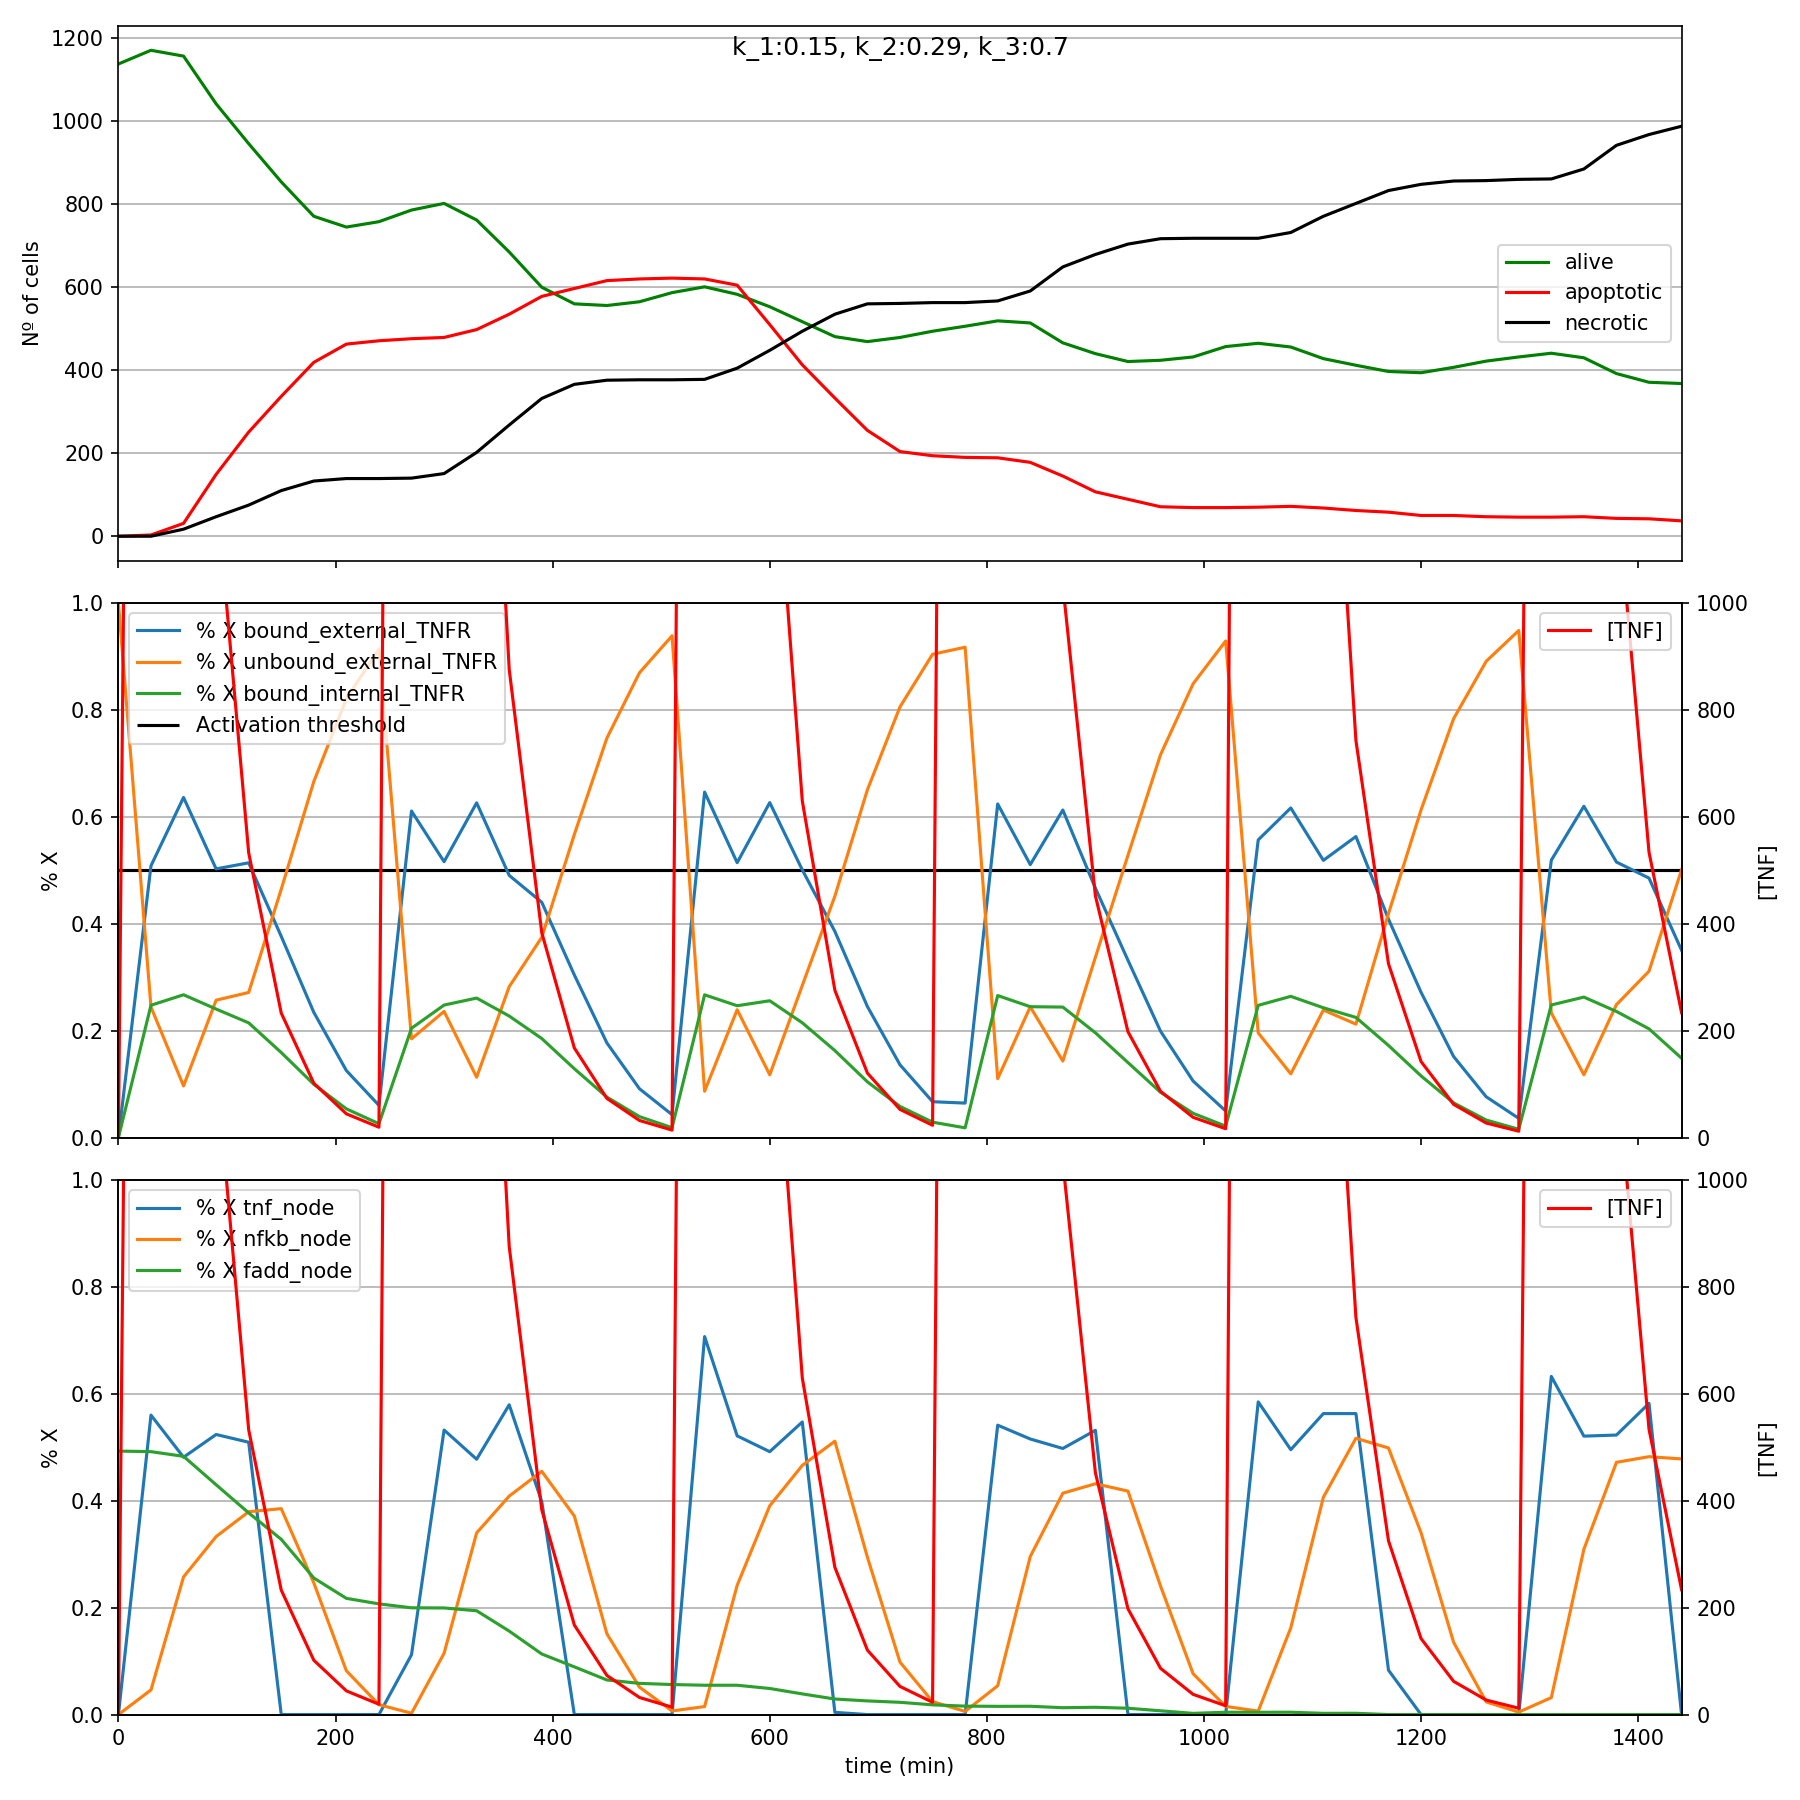 k_1:0.15, k_2:0.29, k_3:0.7
1200
1000
800
600
400
200
0
Nº of cells
alive
apoptotic
necrotic
1.0
0.8
0.6
0.4
0.2
0.0
% X
% X bound_external_TNFR
% X unbound_external_TNFR
% X bound_internal_TNFR
Activation threshold
[TNF]
1000
800
600
400
200
0
[TNF]
1.0
0.8
0.6
0.4
0.2
0.0
% X
% X tnf_node
% X nfkb_node
% X fadd_node
[TNF]
1000
800
600
400
200
0
[TNF]
0 200 400 600 800 1000 1200 1400
time (min)